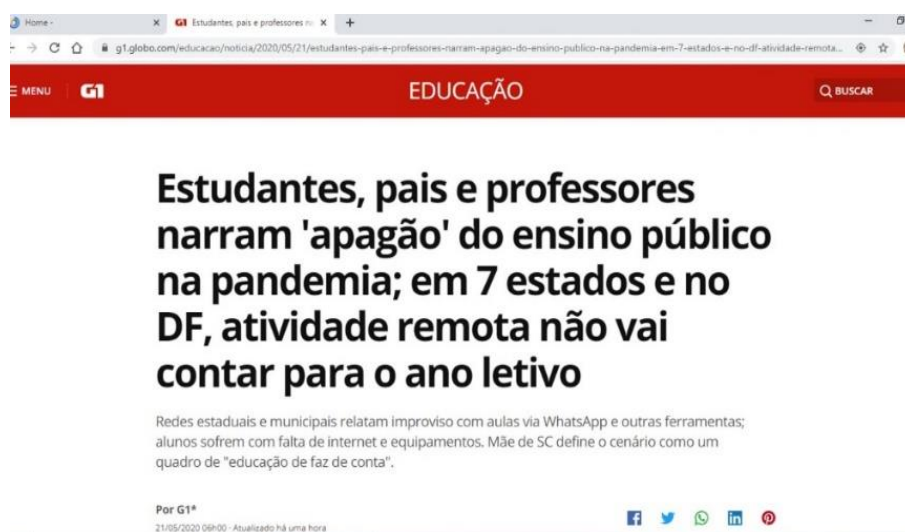 Home -
G1 Estudantes, pais e professores n
g1.globo.com/educacao/noticia/2020/05/21/estudantes-pais-e-professores-narram-apagao-do-ensino-publico-na-pandemia-em-7-estados-e-no-df-atividade-remota...
MENU G1 EDUCAÇÃO BUSCAR
Estudantes, pais e professores
narram 'apagão' do ensino público
na pandemia; em 7 estados e no
DF, atividade remota não vai
contar para o ano letivo
Redes estaduais e municipais relatam improviso com aulas via WhatsApp e outras ferramentas;
alunos sofrem com falta de internet e equipamentos. Mãe de SC define o cenário como um
quadro de "educação de faz de conta".
Por G1*
21/05/2020 06h00 · Atualizado há uma hora